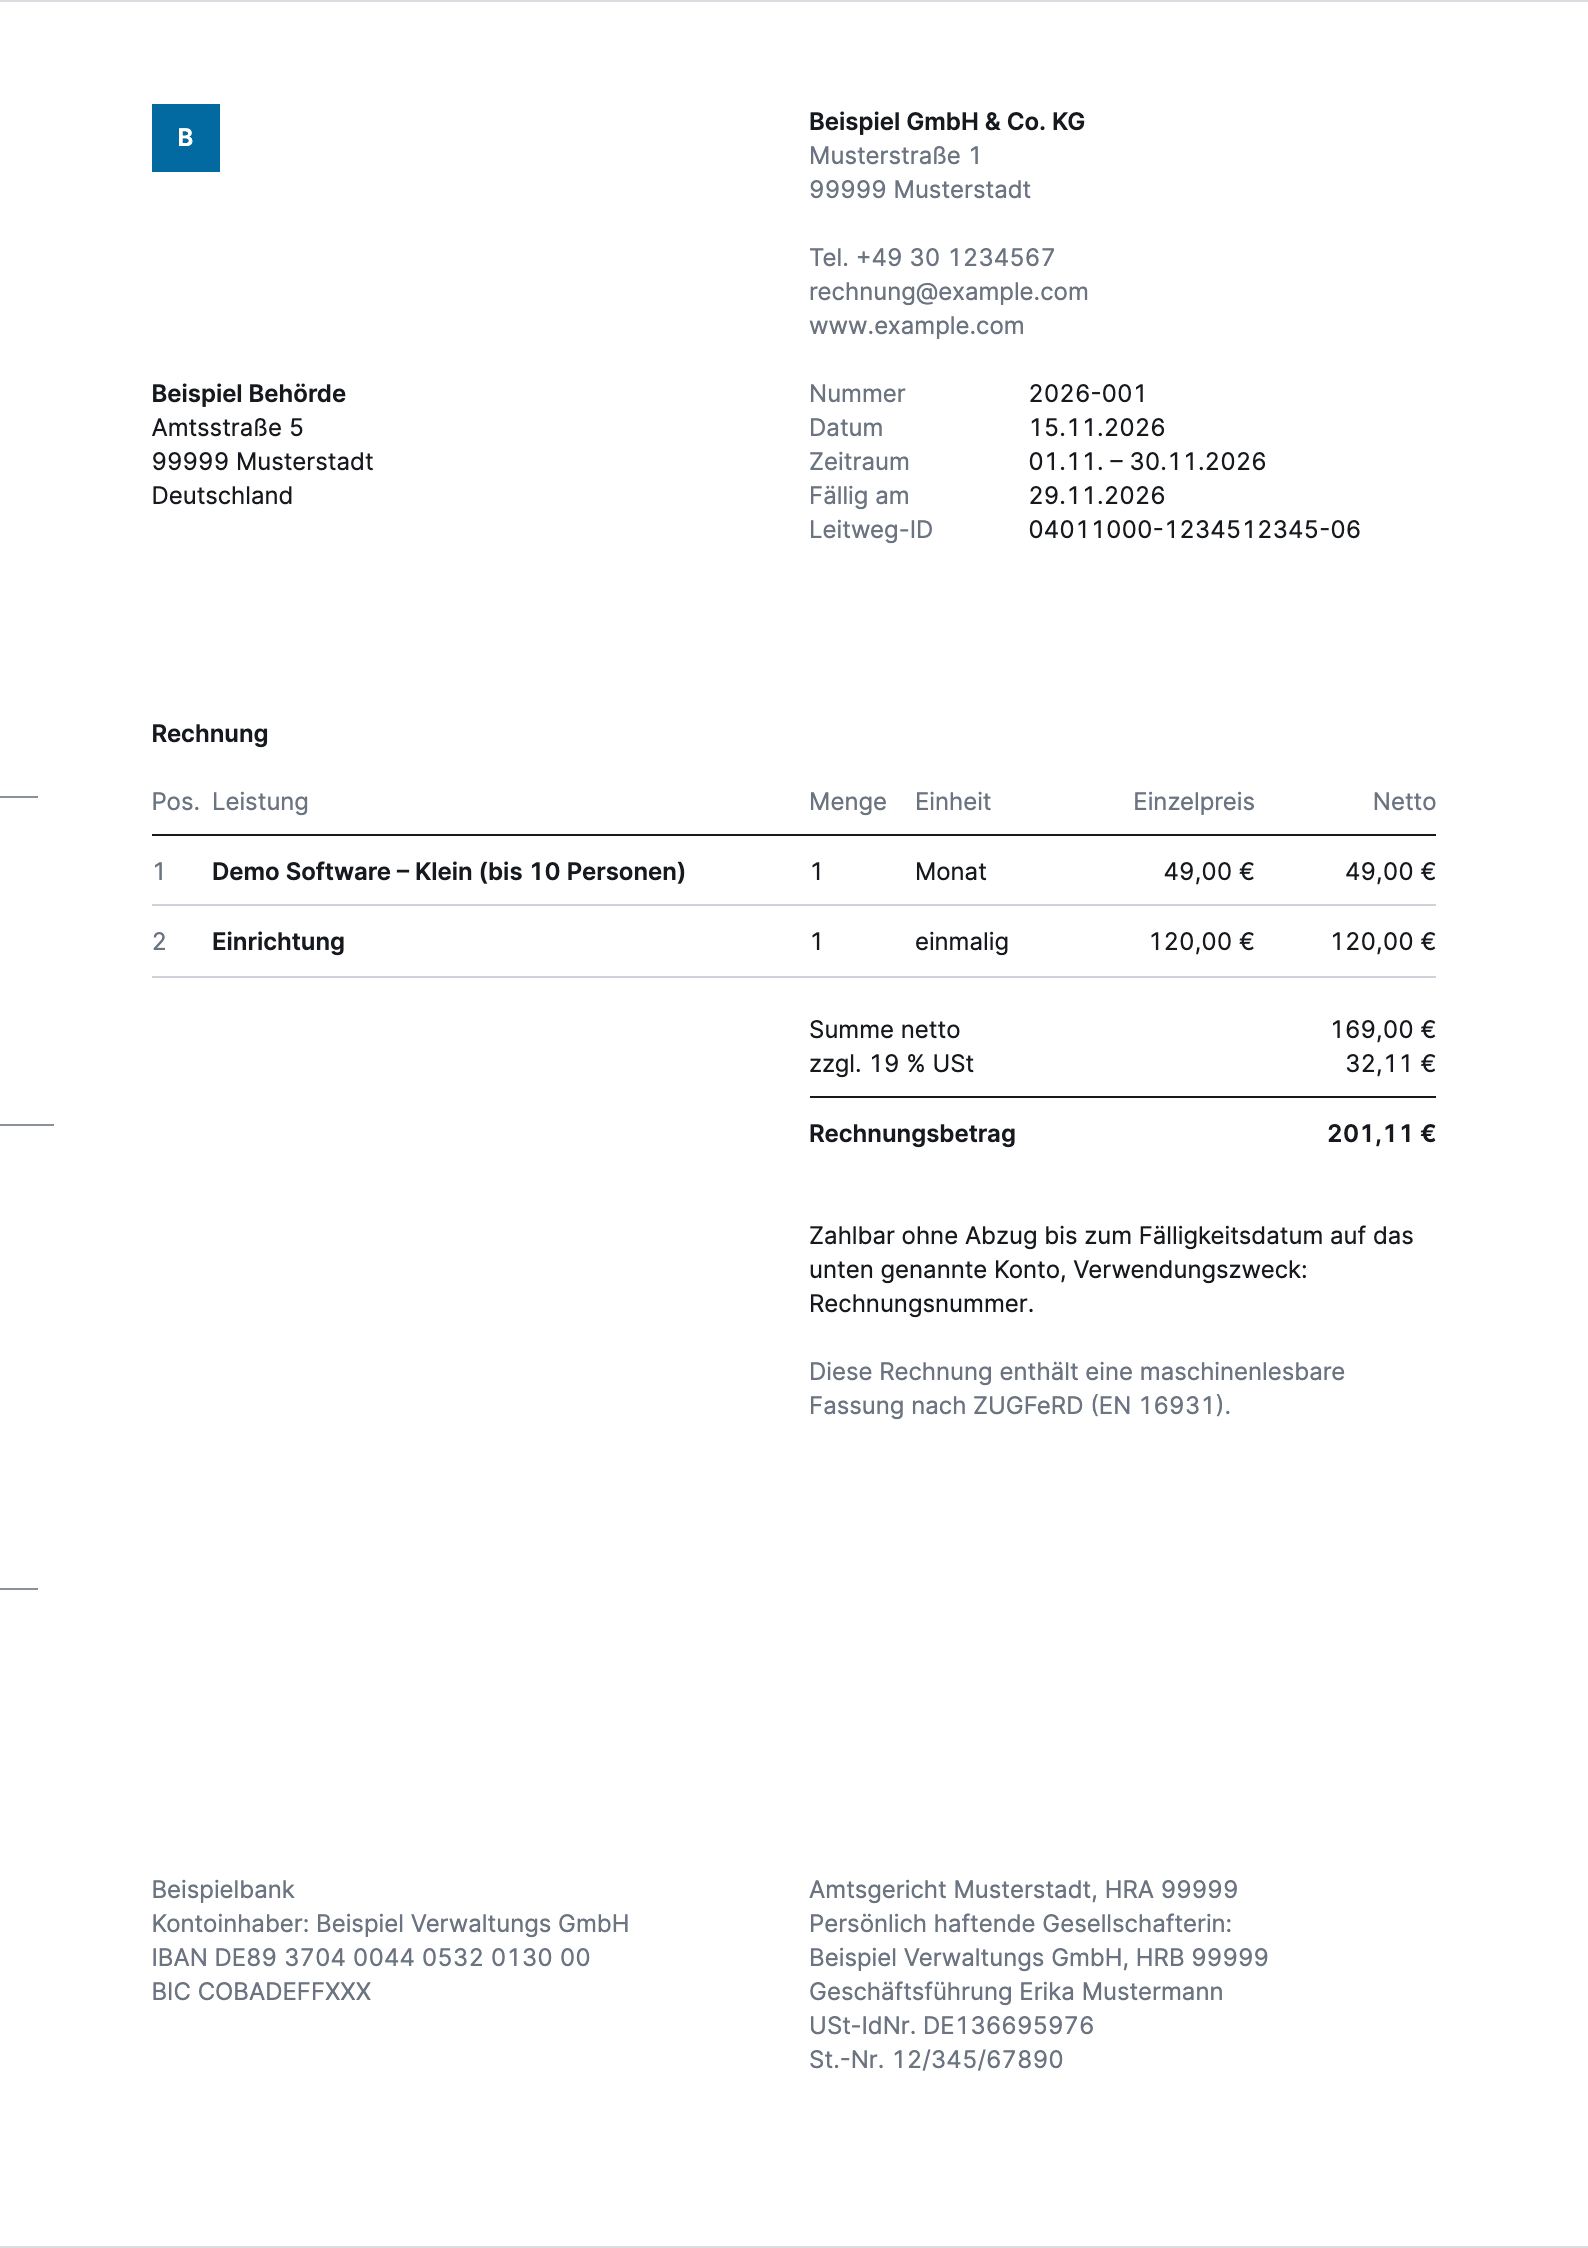 B
Beispiel GmbH & Co. KG
Musterstraße 1
99999 Musterstadt
Tel. +49 30 1234567
rechnung@example.com
www.example.com
Beispiel Behörde
Amtsstraße 5
99999 Musterstadt
Deutschland
Nummer 2026-001
Datum 15.11.2026
Zeitraum 01.11. – 30.11.2026
Fällig am 29.11.2026
Leitweg-ID 04011000-1234512345-06
Rechnung
Pos. Leistung Menge Einheit Einzelpreis Netto
1 Demo Software – Klein (bis 10 Personen) 1 Monat 49,00 € 49,00 €
2 Einrichtung 1 einmalig 120,00 € 120,00 €
Summe netto 169,00 €
zzgl. 19 % USt 32,11 €
Rechnungsbetrag 201,11 €
Zahlbar ohne Abzug bis zum Fälligkeitsdatum auf das
unten genannte Konto, Verwendungszweck:
Rechnungsnummer.
Diese Rechnung enthält eine maschinenlesbare
Fassung nach ZUGFeRD (EN 16931).
Beispielbank
Kontoinhaber: Beispiel Verwaltungs GmbH
IBAN DE89 3704 0044 0532 0130 00
BIC COBADEFFXXX
Amtsgericht Musterstadt, HRA 99999
Persönlich haftende Gesellschafterin:
Beispiel Verwaltungs GmbH, HRB 99999
Geschäftsführung Erika Mustermann
USt-IdNr. DE136695976
St.-Nr. 12/345/67890